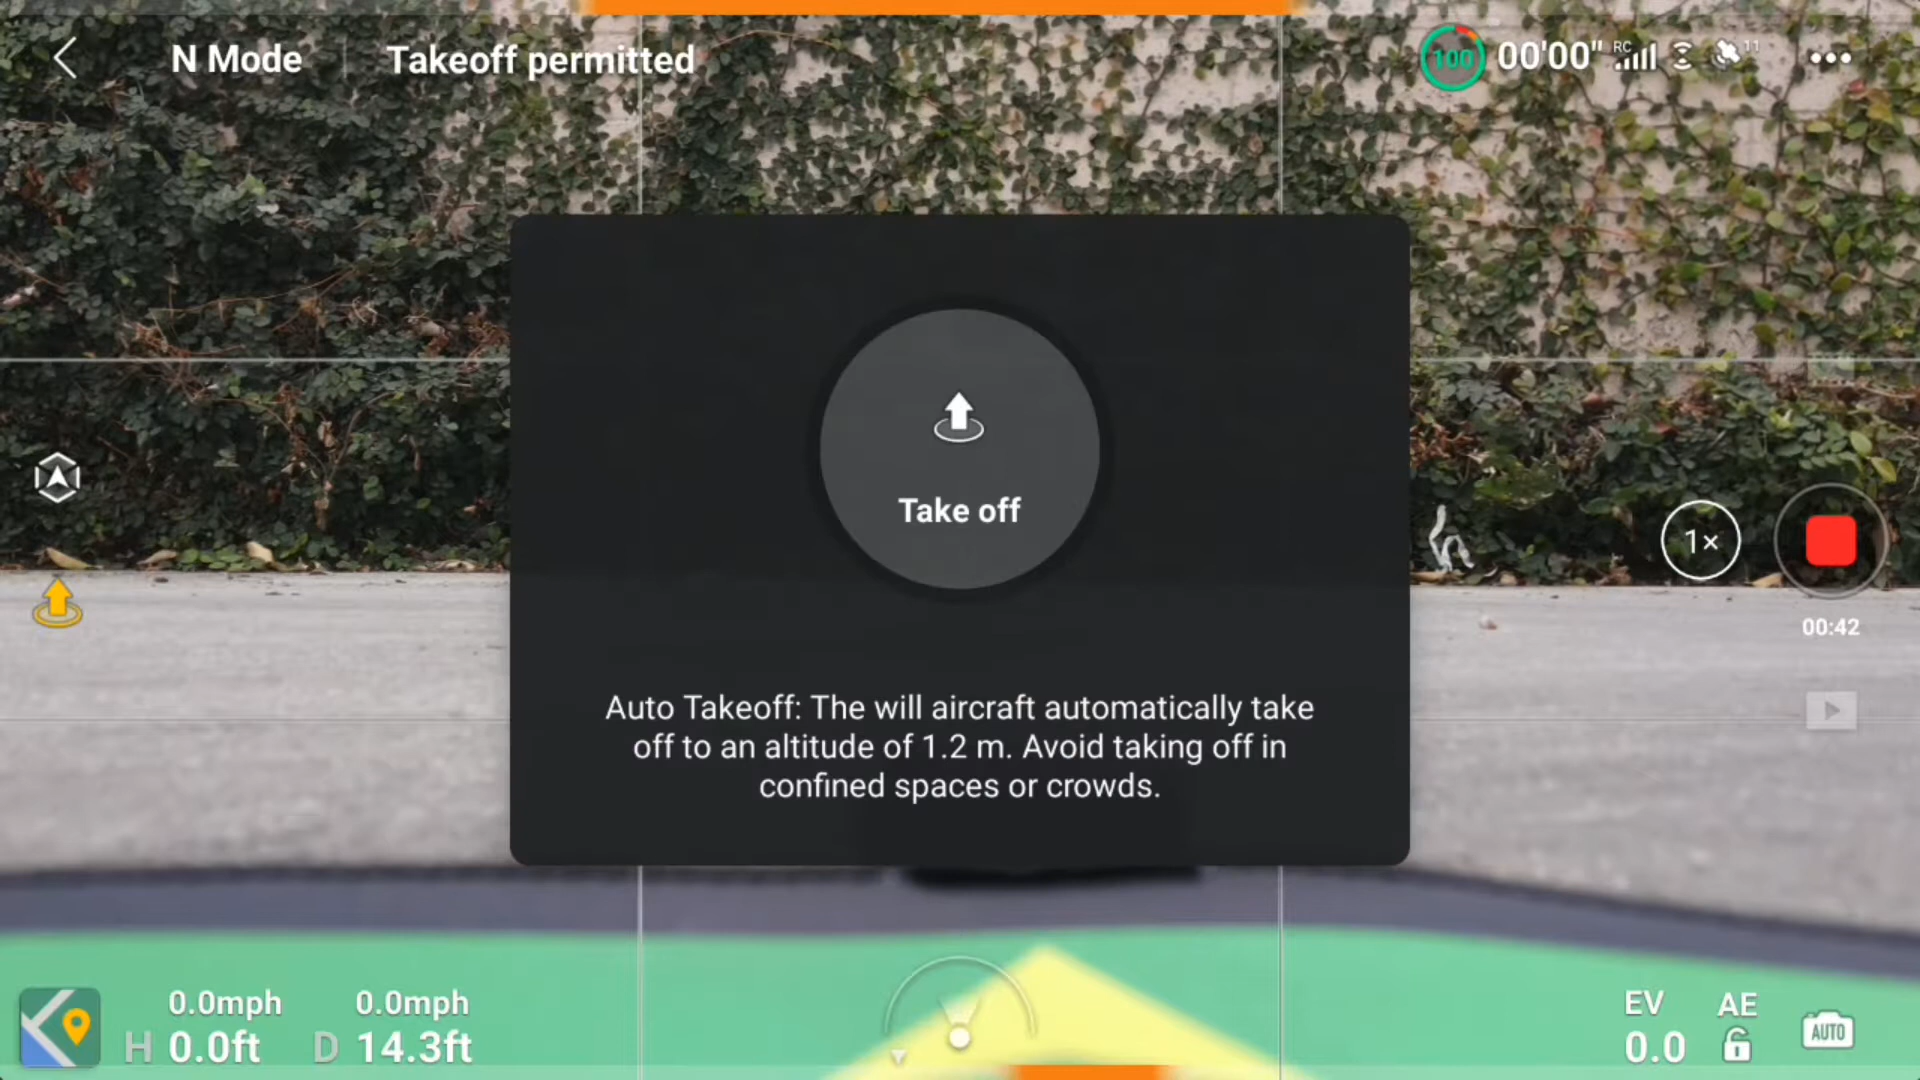 N Mode
Takeoff permitted
100
00'00"
RC
11
Take off
1×
00:42
Auto Takeoff: The will aircraft automatically take
off to an altitude of 1.2 m. Avoid taking off in
confined spaces or crowds.
0.0mph 0.0mph
H 0.0ft D 14.3ft
EV AE
0.0
AUTO